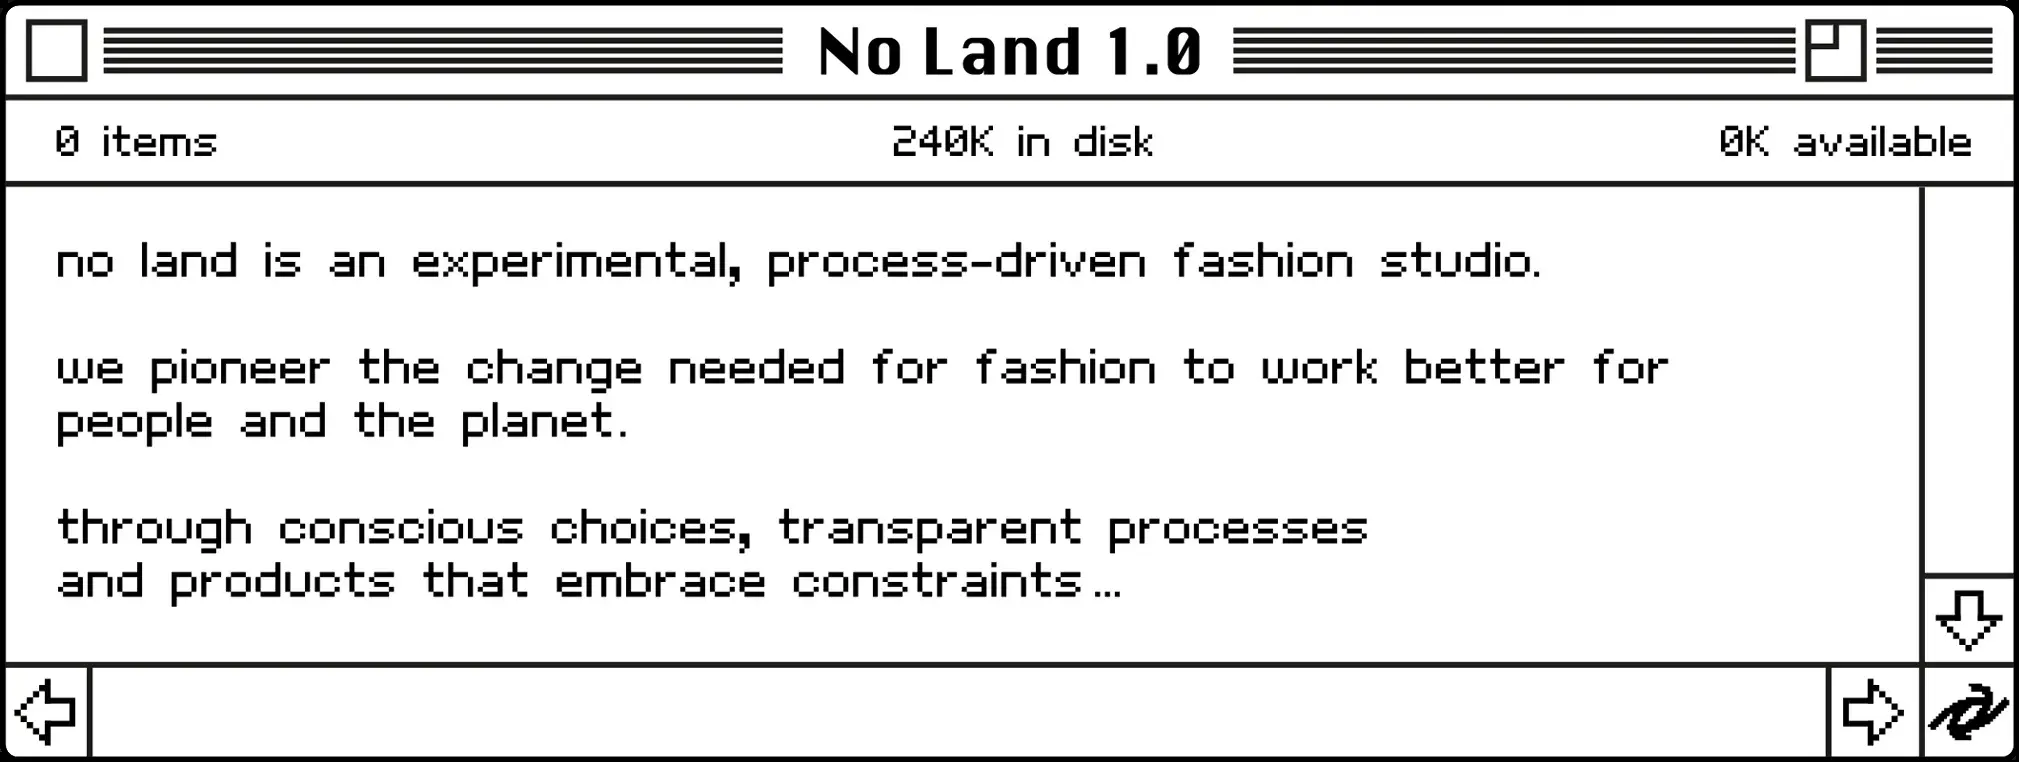 No Land 1.0
0 items 240K in disk 0K available
no land is an experimental, process-driven fashion studio.
we pioneer the change needed for fashion to work better for
people and the planet.
through conscious choices, transparent processes
and products that embrace constraints...